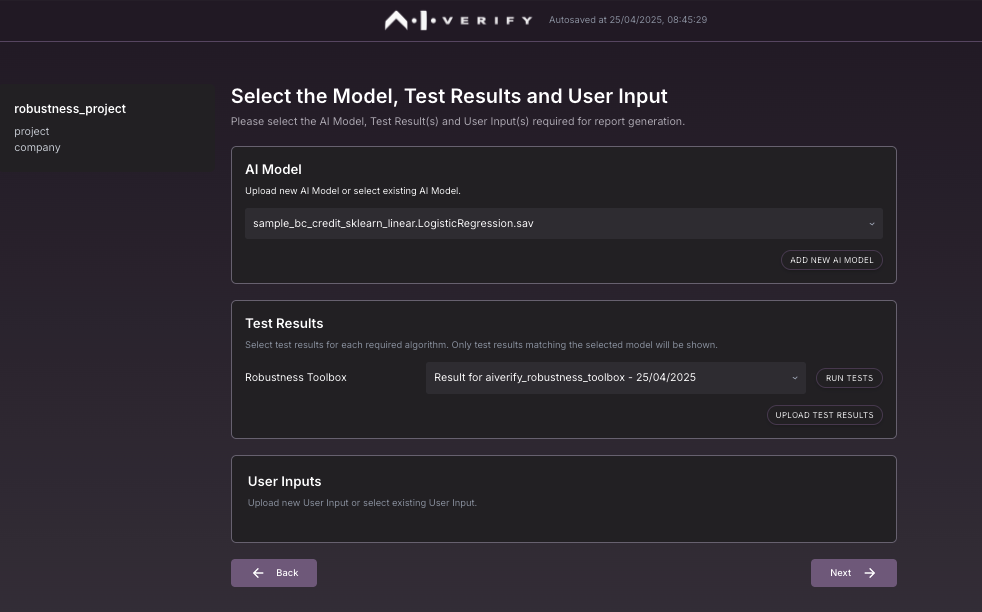 AI VERIFY
Autosaved at 25/04/2025, 08:45:29
robustness_project
project
company
Select the Model, Test Results and User Input
Please select the AI Model, Test Result(s) and User Input(s) required for report generation.
AI Model
Upload new AI Model or select existing AI Model.
sample_bc_credit_sklearn_linear.LogisticRegression.sav
ADD NEW AI MODEL
Test Results
Select test results for each required algorithm. Only test results matching the selected model will be shown.
Robustness Toolbox
Result for aiverify_robustness_toolbox - 25/04/2025
RUN TESTS
UPLOAD TEST RESULTS
User Inputs
Upload new User Input or select existing User Input.
Back
Next